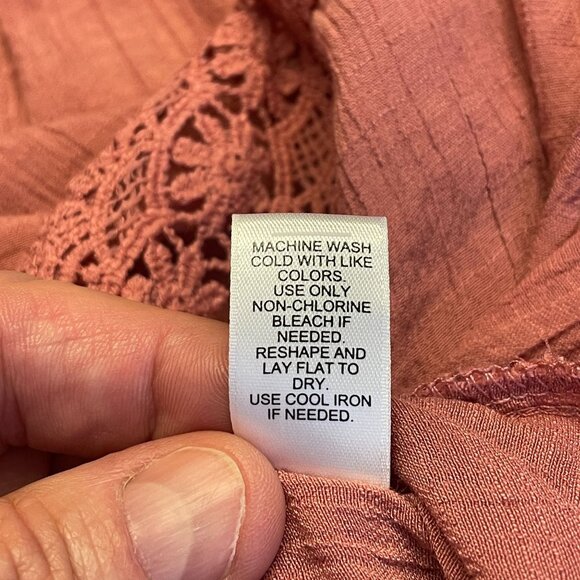 MACHINE WASH
COLD WITH LIKE
COLORS.
USE ONLY
NON-CHLORINE
BLEACH IF
NEEDED.
RESHAPE AND
LAY FLAT TO
DRY.
USE COOL IRON
IF NEEDED.